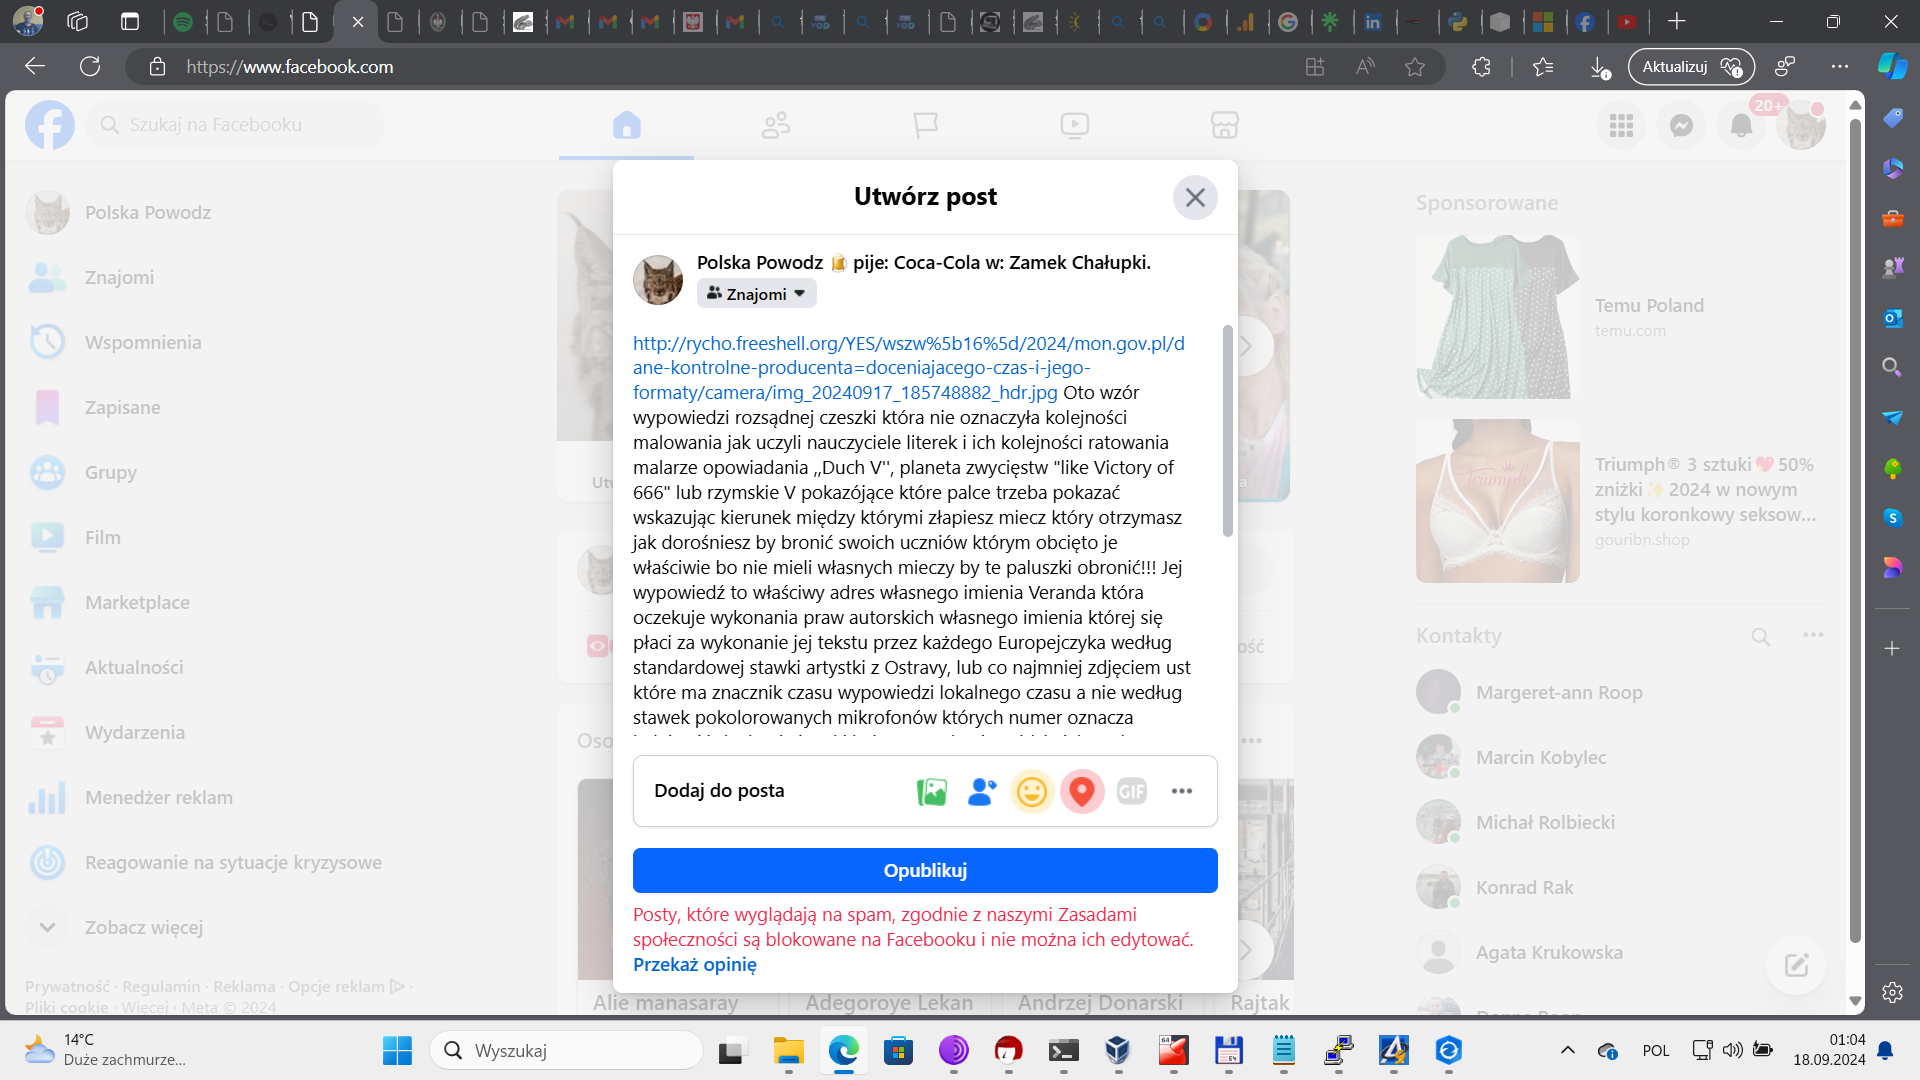 https://www.facebook.com
Aktualizuj
Szukaj na Facebooku
20+
Polska Powodz
Znajomi
Wspomnienia
Zapisane
Grupy
Film
Marketplace
Aktualności
Wydarzenia
Menedżer reklam
Reagowanie na sytuacje kryzysowe
Zobacz więcej
Prywatność · Regulamin · Reklama · Opcje reklam ·
Pliki cookie · Więcej · Meta © 2024
Utwórz post
Polska Powodz 🍺 pije: Coca-Cola w: Zamek Chałupki.
Znajomi
http://rycho.freeshell.org/YES/wszw%5b16%5d/2024/mon.gov.pl/d
ane-kontrolne-producenta=doceniajacego-czas-i-jego-
formaty/camera/img_20240917_185748882_hdr.jpg Oto wzór
wypowiedzi rozsądnej czeszki która nie oznaczyła kolejności
malowania jak uczyli nauczyciele literek i ich kolejności ratowania
malarze opowiadania ,,Duch V'', planeta zwycięstw "like Victory of
666" lub rzymskie V pokazójące które palce trzeba pokazać
wskazując kierunek między którymi złapiesz miecz który otrzymasz
jak dorośniesz by bronić swoich uczniów którym obcięto je
właściwie bo nie mieli własnych mieczy by te paluszki obronić!!! Jej
wypowiedź to właściwy adres własnego imienia Veranda która
oczekuje wykonania praw autorskich własnego imienia której się
płaci za wykonanie jej tekstu przez każdego Europejczyka według
standardowej stawki artystki z Ostravy, lub co najmniej zdjęciem ust
które ma znacznik czasu wypowiedzi lokalnego czasu a nie według
stawek pokolorowanych mikrofonów których numer oznacza
Dodaj do posta
GIF
Opublikuj
Posty, które wyglądają na spam, zgodnie z naszymi Zasadami
społeczności są blokowane na Facebooku i nie można ich edytować.
Przekaż opinię
Alie manasaray
Adegoroye Lekan
Andrzej Donarski
Rajtak
Sponsorowane
Temu Poland
temu.com
Triumph
Triumph® 3 sztuki💖50%
zniżki✨2024 w nowym
stylu koronkowy seksow...
gouribn.shop
Kontakty
Margeret-ann Roop
Marcin Kobylec
Michał Rolbiecki
Konrad Rak
Agata Krukowska
14°C
Duże zachmurze...
Wyszukaj
POL
01:04
18.09.2024